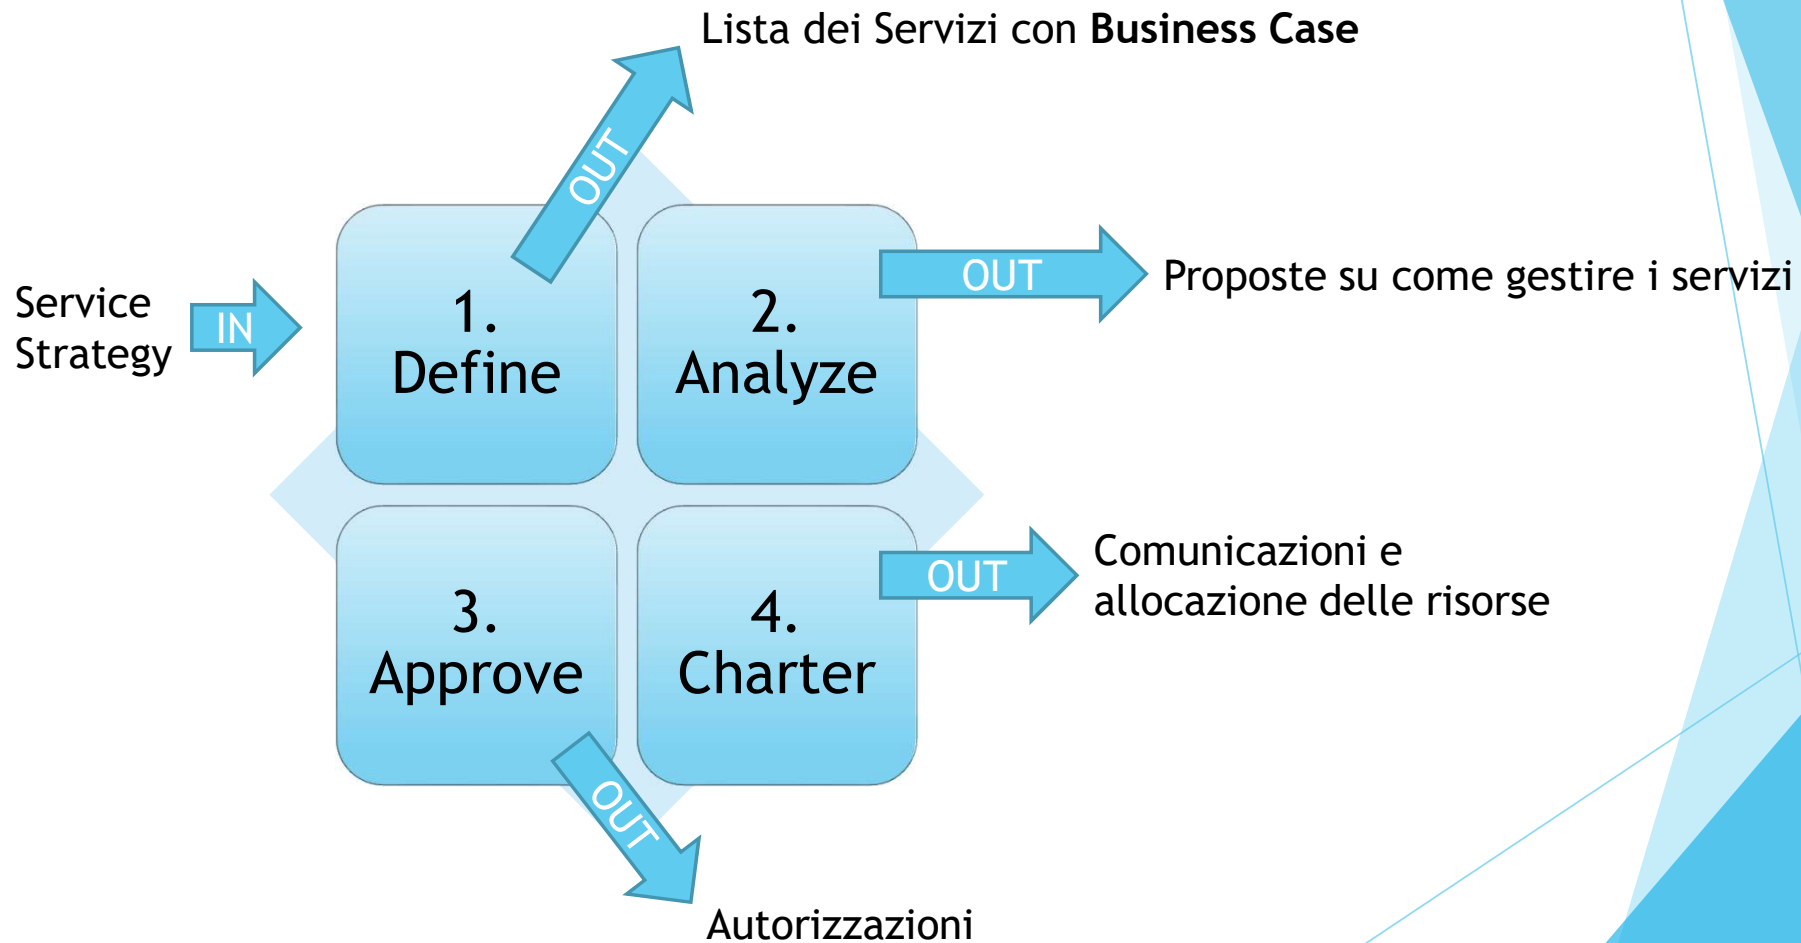 Lista dei Servizi con Business Case
OUT
Service
Strategy
IN
1.
Define
2.
Analyze
OUT
Proposte su come gestire i servizi
3.
Approve
4.
Charter
OUT
Comunicazioni e
allocazione delle risorse
OUT
Autorizzazioni